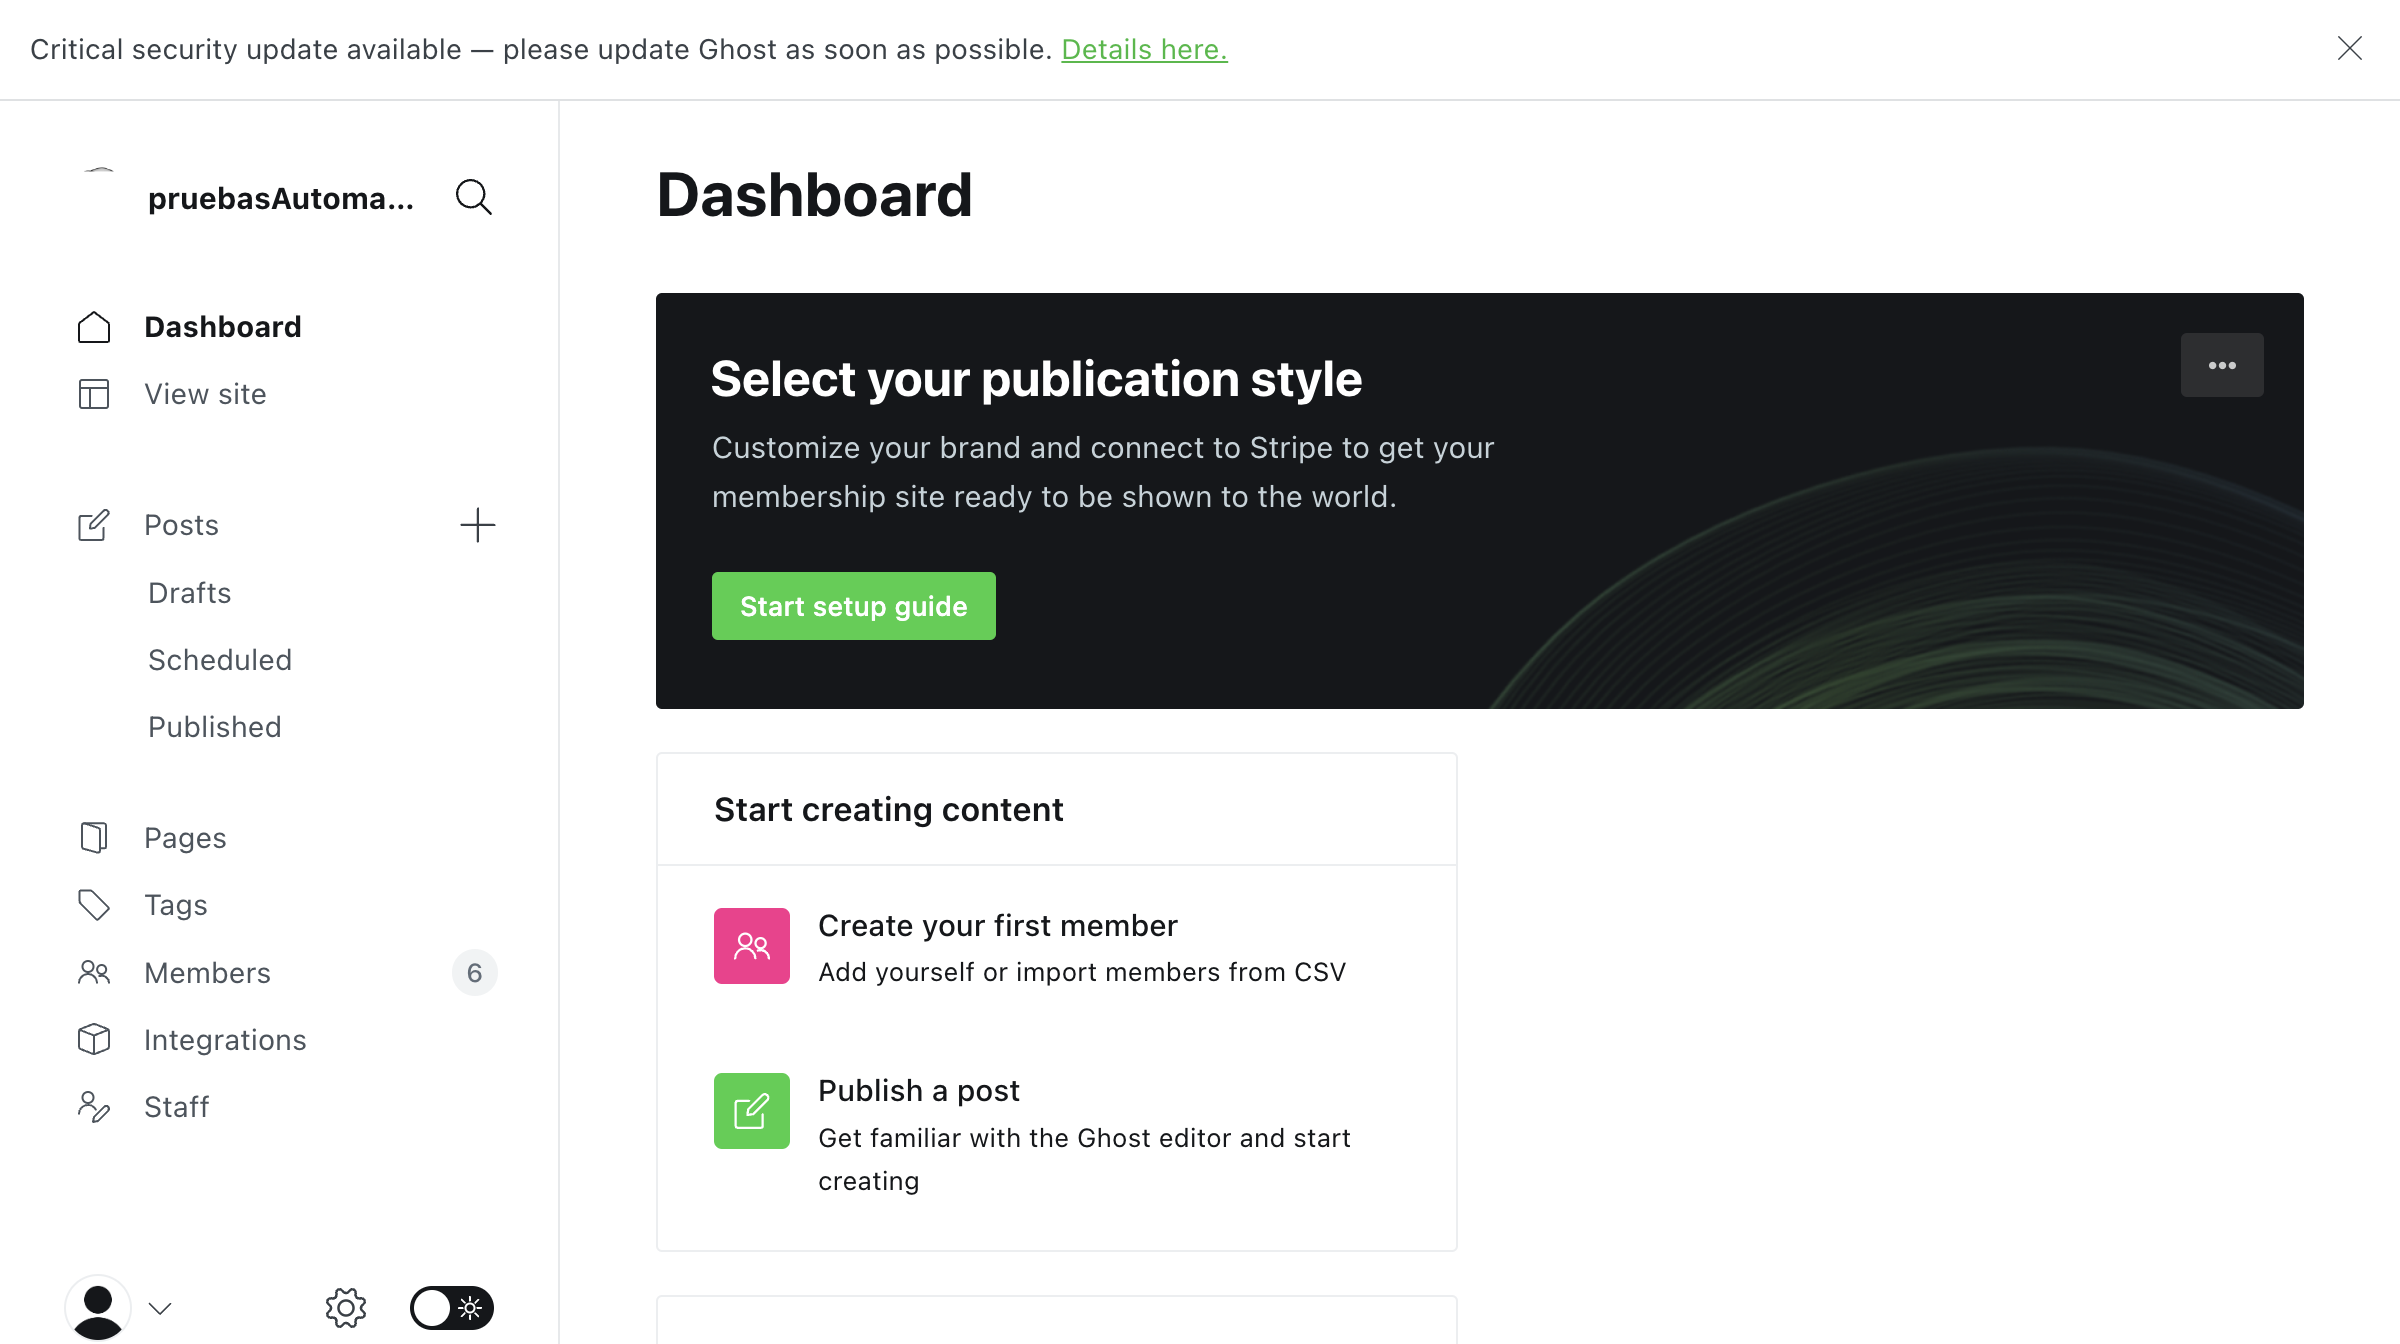 Critical security update available — please update Ghost as soon as possible. Details here.
pruebasAutoma...
Dashboard
View site
Posts
Drafts
Scheduled
Published
Pages
Tags
Members 6
Integrations
Staff
Dashboard
Select your publication style
Customize your brand and connect to Stripe to get your
membership site ready to be shown to the world.
Start setup guide
Start creating content
Create your first member
Add yourself or import members from CSV
Publish a post
Get familiar with the Ghost editor and start
creating